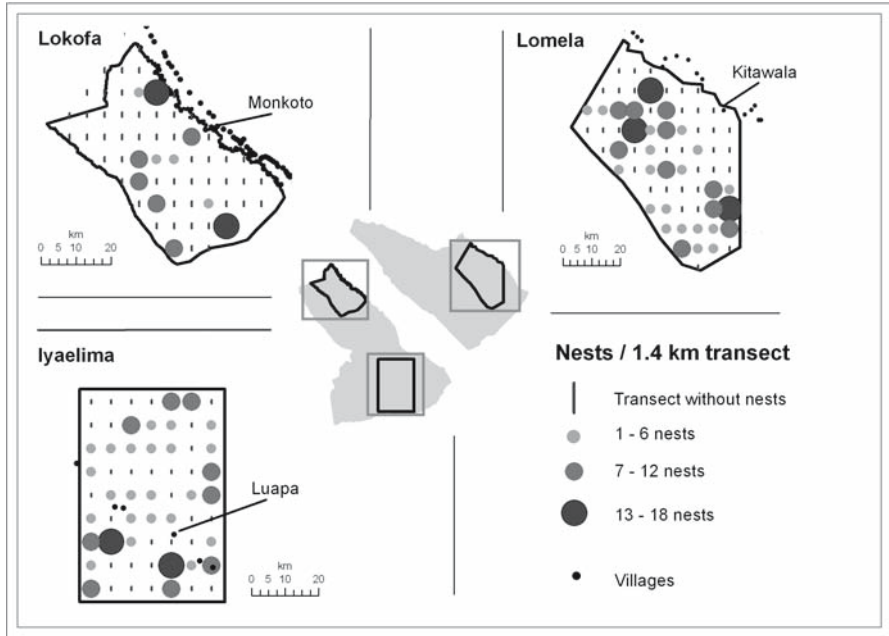 Lokofa
Monkoto
km
0 5 10 20
Lomela
Kitawala
km
0 5 10 20
Iyaelima
Luapa
km
0 5 10 20
Nests / 1.4 km transect
Transect without nests
1 - 6 nests
7 - 12 nests
13 - 18 nests
Villages